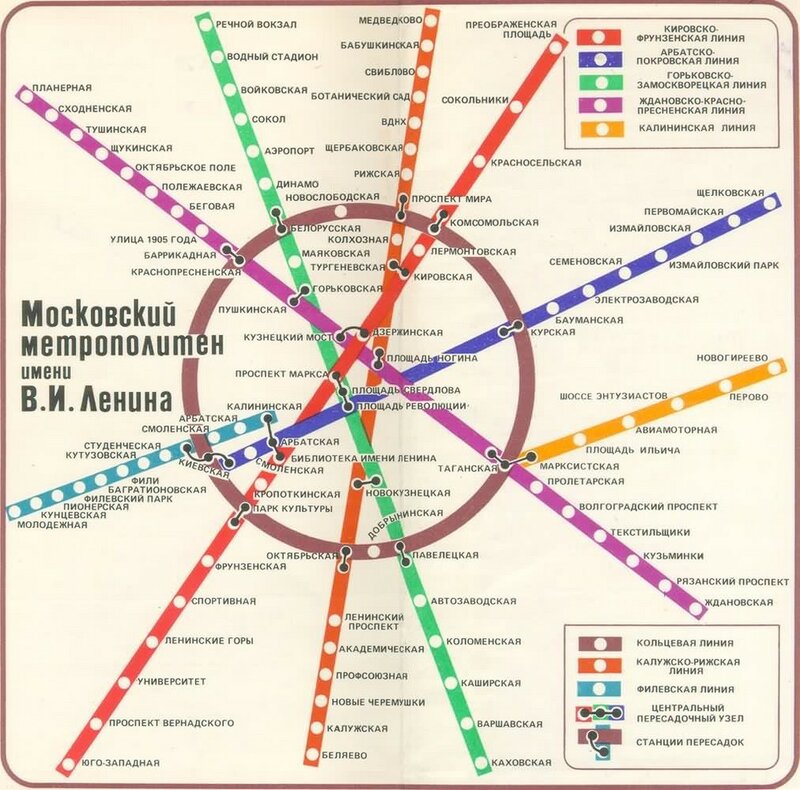 РЕЧНОЙ ВОКЗАЛ
ВОДНЫЙ СТАДИОН
ВОЙКОВСКАЯ
СОКОЛ
АЭРОПОРТ
ДИНАМО
НОВОСЛОБОДСКАЯ
БЕЛОРУССКАЯ
МЕДВЕДКОВО
БАБУШКИНСКАЯ
СВИБЛОВО
БОТАНИЧЕСКИЙ САД
ВДНХ
ЩЕРБАКОВСКАЯ
РИЖСКАЯ
ПРОСПЕКТ МИРА
ПРЕОБРАЖЕНСКАЯ
ПЛОЩАДЬ
СОКОЛЬНИКИ
КРАСНОСЕЛЬСКАЯ
КОМСОМОЛЬСКАЯ
ЛЕРМОНТОВСКАЯ
КИРОВСКАЯ
КИРОВСКО-
ФРУНЗЕНСКАЯ ЛИНИЯ
АРБАТСКО-
ПОКРОВСКАЯ ЛИНИЯ
ГОРЬКОВСКО-
ЗАМОСКВОРЕЦКАЯ ЛИНИЯ
ЖДАНОВСКО-КРАСНО-
ПРЕСНЕНСКАЯ ЛИНИЯ
КАЛИНИНСКАЯ ЛИНИЯ
ПЛАНЕРНАЯ
СХОДНЕНСКАЯ
ТУШИНСКАЯ
ЩУКИНСКАЯ
ОКТЯБРЬСКОЕ ПОЛЕ
ПОЛЕЖАЕВСКАЯ
БЕГОВАЯ
УЛИЦА 1905 ГОДА
БАРРИКАДНАЯ
КРАСНОПРЕСНЕНСКАЯ
КОЛХОЗНАЯ
МАЯКОВСКАЯ
ТУРГЕНЕВСКАЯ
ГОРЬКОВСКАЯ
ПУШКИНСКАЯ
КУЗНЕЦКИЙ МОСТ
ДЗЕРЖИНСКАЯ
ПЛОЩАДЬ НОГИНА
ПРОСПЕКТ МАРКСА
ПЛОЩАДЬ СВЕРДЛОВА
ПЛОЩАДЬ РЕВОЛЮЦИИ
ЩЕЛКОВСКАЯ
ПЕРВОМАЙСКАЯ
ИЗМАЙЛОВСКАЯ
ИЗМАЙЛОВСКИЙ ПАРК
СЕМЕНОВСКАЯ
ЭЛЕКТРОЗАВОДСКАЯ
БАУМАНСКАЯ
КУРСКАЯ
Московский
метрополитен
имени
В.И. Ленина
НОВОГИРЕЕВО
ПЕРОВО
ШОССЕ ЭНТУЗИАСТОВ
АВИАМОТОРНАЯ
ПЛОЩАДЬ ИЛЬИЧА
МАРКСИСТСКАЯ
ТАГАНСКАЯ
ПРОЛЕТАРСКАЯ
ВОЛГОГРАДСКИЙ ПРОСПЕКТ
ТЕКСТИЛЬЩИКИ
КУЗЬМИНКИ
РЯЗАНСКИЙ ПРОСПЕКТ
ЖДАНОВСКАЯ
КАЛИНИНСКАЯ
АРБАТСКАЯ
СМОЛЕНСКАЯ
СТУДЕНЧЕСКАЯ
КУТУЗОВСКАЯ
КИЕВСКАЯ
ФИЛИ
БАГРАТИОНОВСКАЯ
ФИЛЕВСКИЙ ПАРК
ПИОНЕРСКАЯ
КУНЦЕВСКАЯ
МОЛОДЕЖНАЯ
АРБАТСКАЯ
СМОЛЕНСКАЯ
БИБЛИОТЕКА ИМЕНИ ЛЕНИНА
КРОПОТКИНСКАЯ
ПАРК КУЛЬТУРЫ
НОВОКУЗНЕЦКАЯ
ДОБРЫНИНСКАЯ
ОКТЯБРЬСКАЯ
ПАВЕЛЕЦКАЯ
ФРУНЗЕНСКАЯ
СПОРТИВНАЯ
ЛЕНИНСКИЕ ГОРЫ
УНИВЕРСИТЕТ
ПРОСПЕКТ ВЕРНАДСКОГО
ЮГО-ЗАПАДНАЯ
ЛЕНИНСКИЙ
ПРОСПЕКТ
АКАДЕМИЧЕСКАЯ
ПРОФСОЮЗНАЯ
НОВЫЕ ЧЕРЕМУШКИ
КАЛУЖСКАЯ
БЕЛЯЕВО
АВТОЗАВОДСКАЯ
КОЛОМЕНСКАЯ
КАШИРСКАЯ
ВАРШАВСКАЯ
КАХОВСКАЯ
КОЛЬЦЕВАЯ ЛИНИЯ
КАЛУЖСКО-РИЖСКАЯ
ЛИНИЯ
ФИЛЕВСКАЯ ЛИНИЯ
ЦЕНТРАЛЬНЫЙ
ПЕРЕСАДОЧНЫЙ УЗЕЛ
СТАНЦИИ ПЕРЕСАДОК